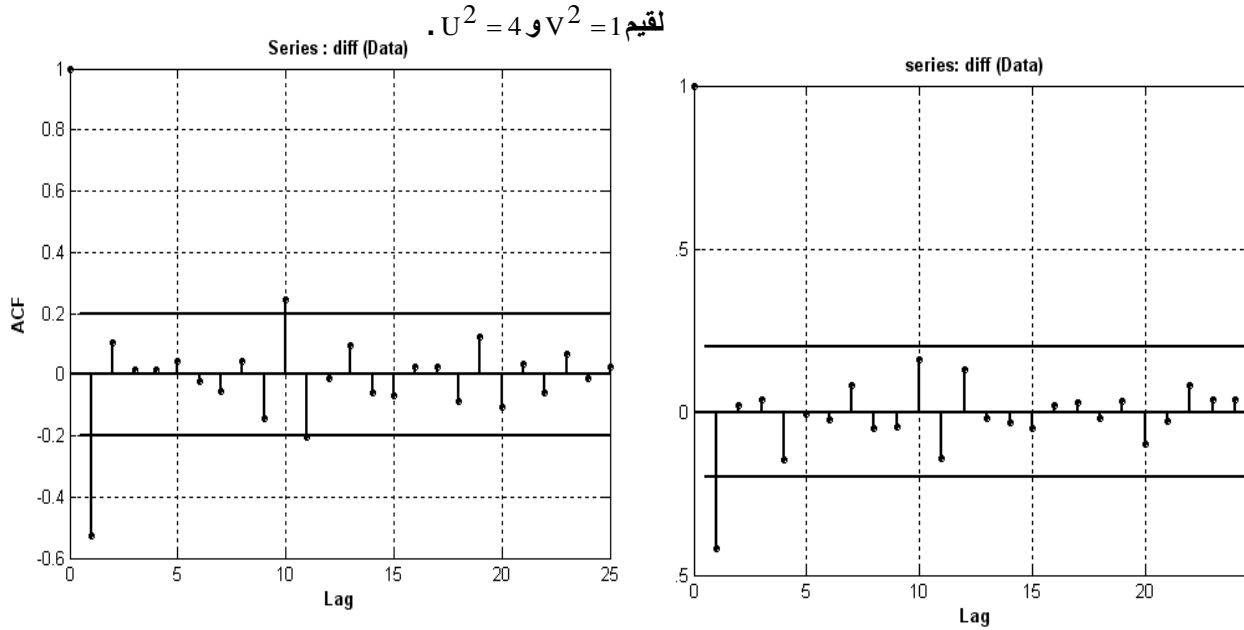 لقيم V² = 1 و U² = 4 .
Series : diff (Data)
1
0.8
0.6
0.4
0.2
0
-0.2
-0.4
-0.6
ACF
0 5 10 15 20 25
Lag
series: diff (Data)
1
.5
0
.5
0 5 10 15 20
Lag